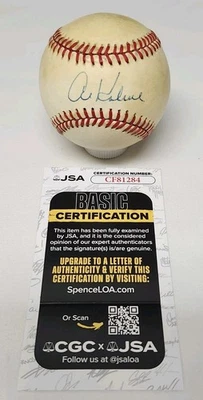 Al Kaline
JSA
CERTIFICATION NUMBER:
CF81284
BASIC
CERTIFICATION
This item has been fully examined
by JSA, and it is the considered
opinion of our expert authenticators
that the signature(s) is/are genuine.
UPGRADE TO A LETTER OF
AUTHENTICITY & VERIFY THIS
CERTIFICATION BY VISITING:
SpenceLOA.com
Or Scan
CGC x JSA
Follow us at @jsaloa